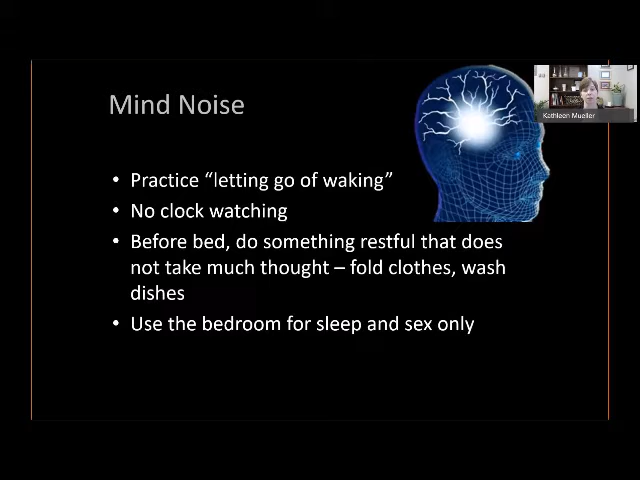 Mind Noise
Kathleen Mueller
• Practice “letting go of waking”
• No clock watching
• Before bed, do something restful that does
not take much thought – fold clothes, wash
dishes
• Use the bedroom for sleep and sex only